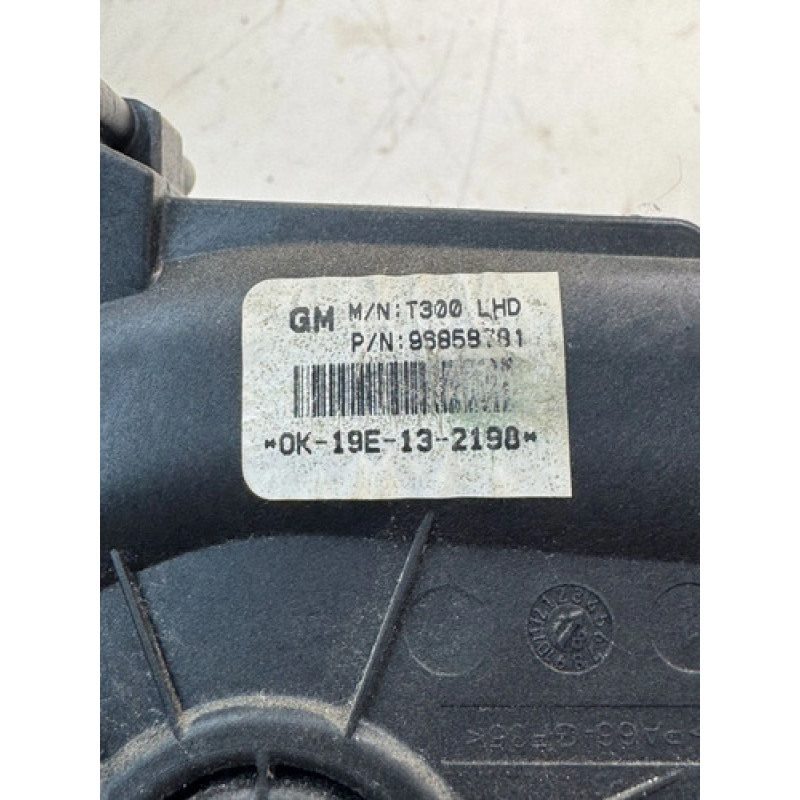 GM M/N:T300 LHD
P/N:96858781
*OK-19E-13-2198*